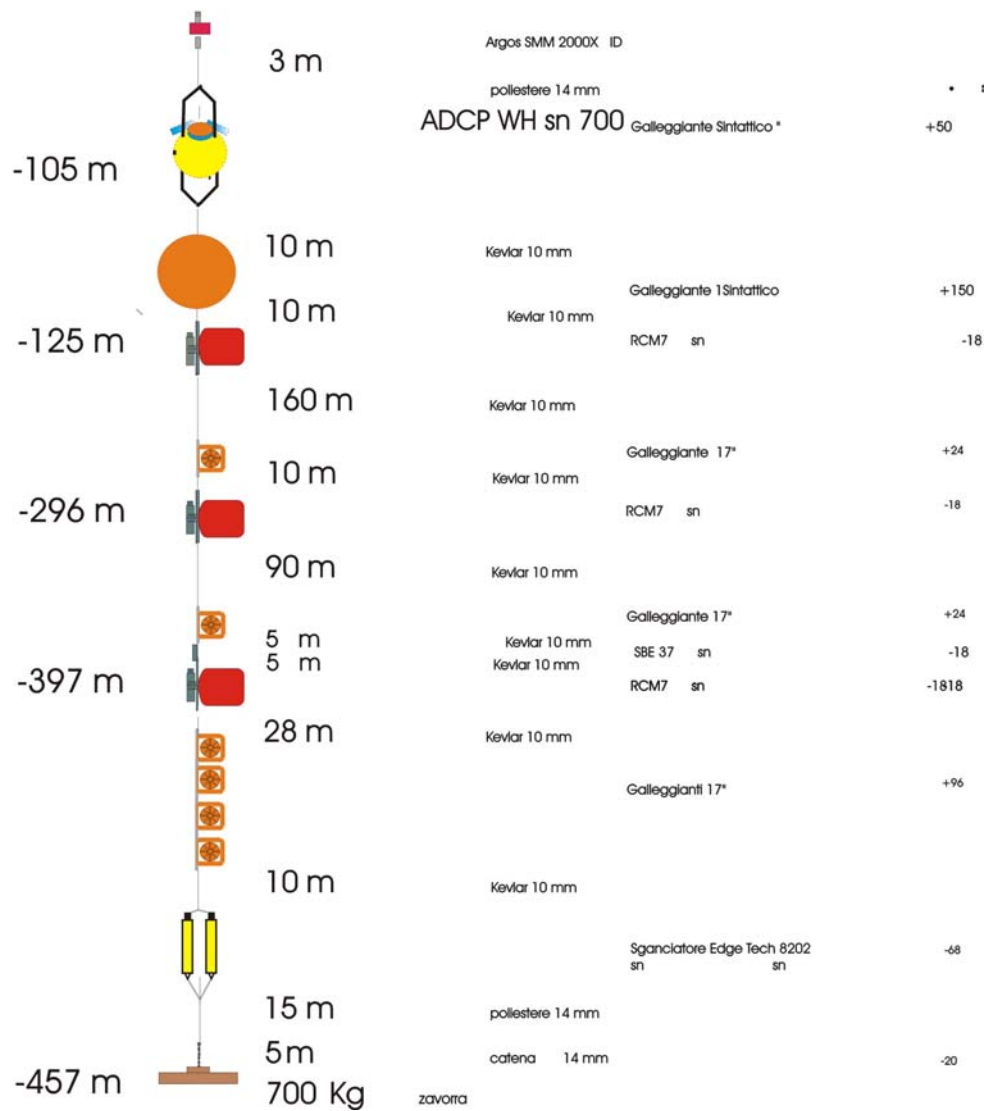 Argos SMM 2000X ID
3 m
poliestere 14 mm
ADCP WH sn 700 Galleggiante Sintattico " +50
-105 m
10 m Kevlar 10 mm
Galleggiante 1Sintattico +150
10 m Kevlar 10 mm
-125 m RCM7 sn -18
160 m Kevlar 10 mm
Galleggiante 17" +24
10 m Kevlar 10 mm
-296 m RCM7 sn -18
90 m Kevlar 10 mm
Galleggiante 17" +24
5 m Kevlar 10 mm
SBE 37 sn -18
5 m Kevlar 10 mm
-397 m RCM7 sn -1818
28 m Kevlar 10 mm
Galleggianti 17" +96
10 m Kevlar 10 mm
Sganciatore Edge Tech 8202 -68
sn sn
15 m poliestere 14 mm
5m catena 14 mm -20
-457 m
700 Kg zavorra